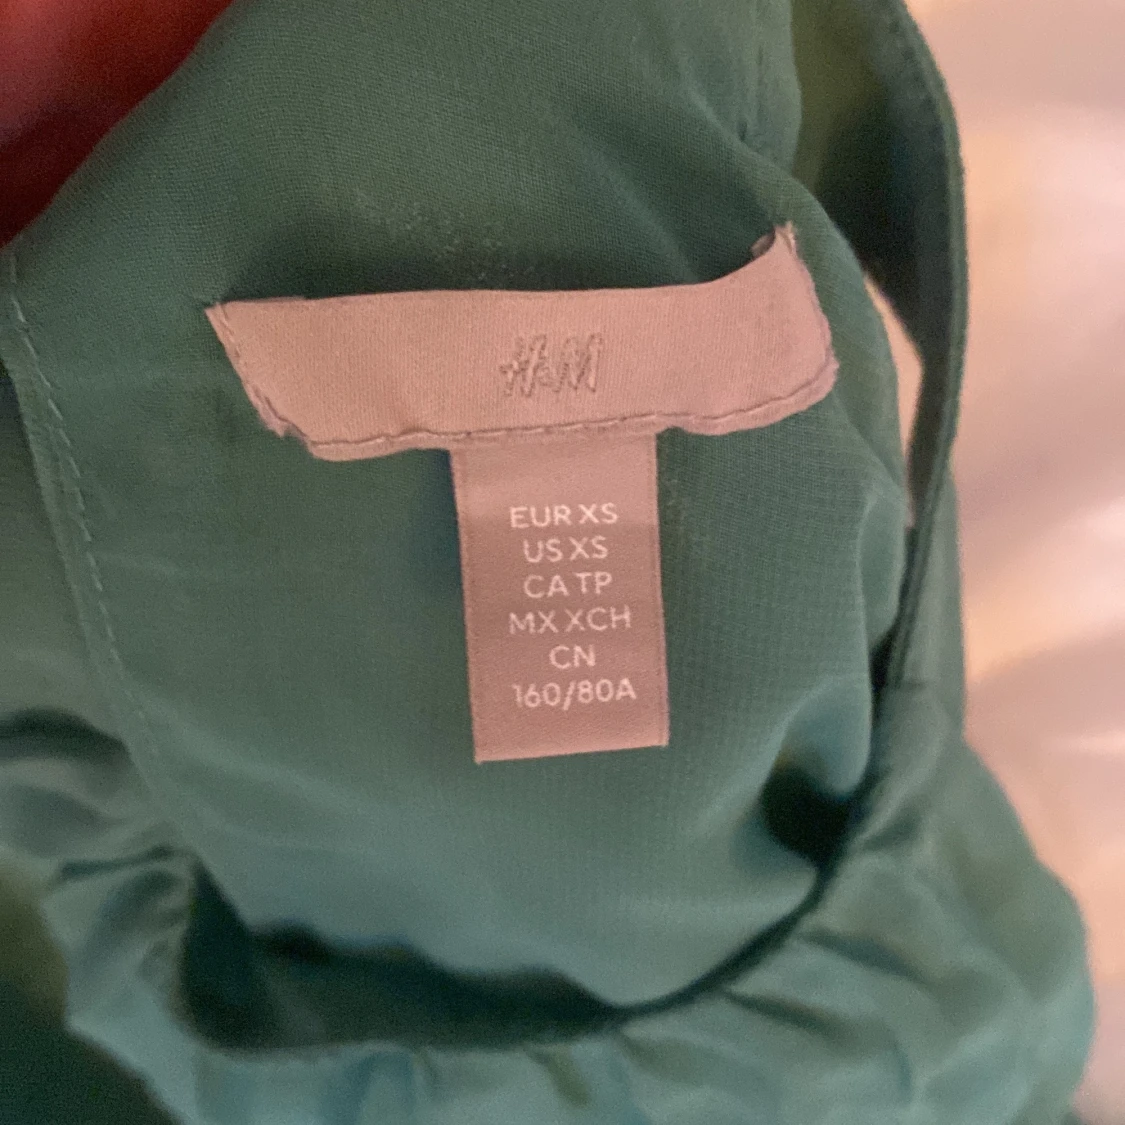 H&M
EUR XS
US XS
CA TP
MX XCH
CN
160/80A